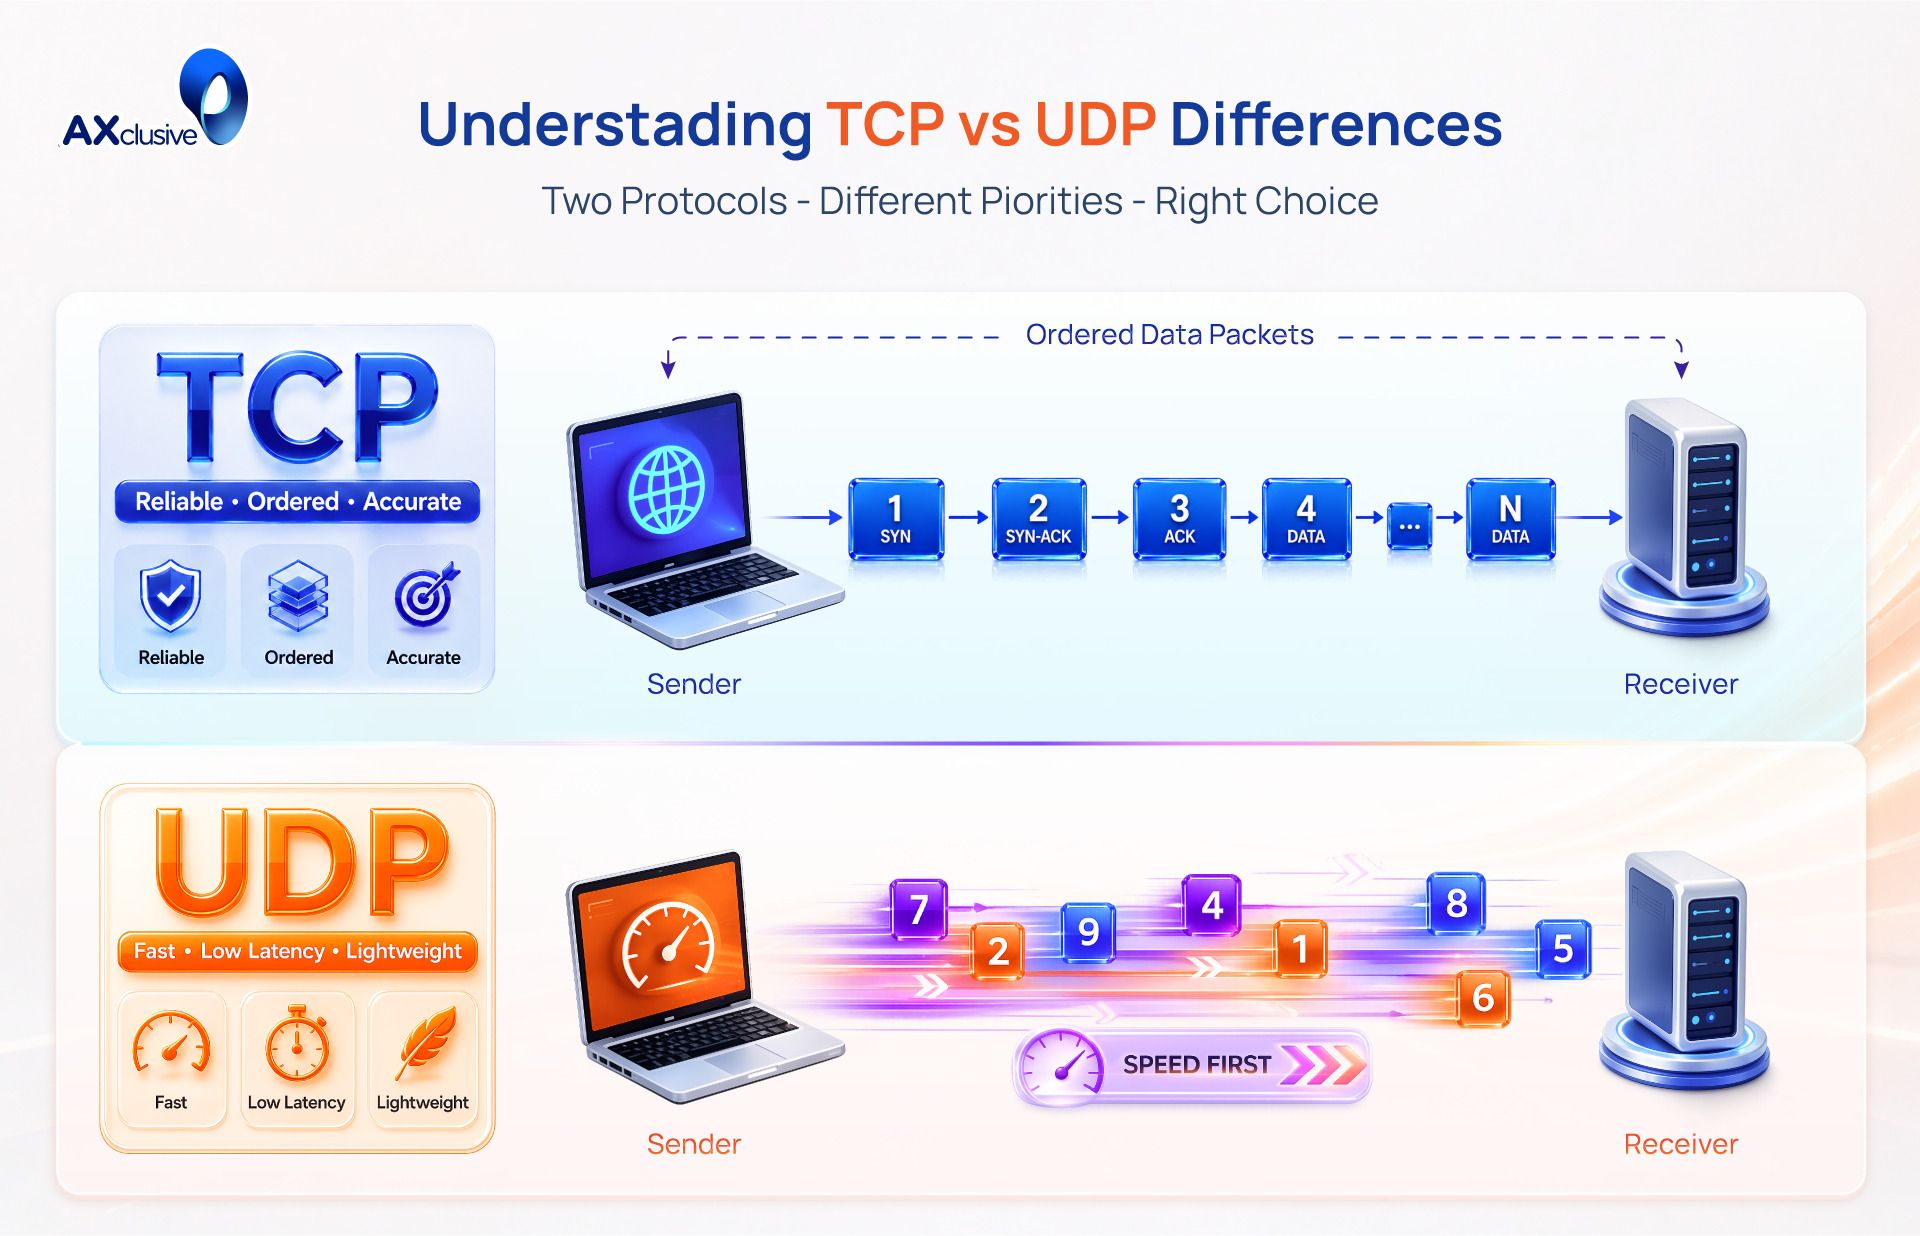 AXclusive
Understading TCP vs UDP Differences
Two Protocols - Different Piorities - Right Choice
TCP
Reliable • Ordered • Accurate
Reliable
Ordered
Accurate
Ordered Data Packets
1
SYN
2
SYN-ACK
3
ACK
4
DATA
...
N
DATA
Sender
Receiver
UDP
Fast • Low Latency • Lightweight
Fast
Low Latency
Lightweight
7
2
9
4
1
8
5
6
SPEED FIRST
Sender
Receiver